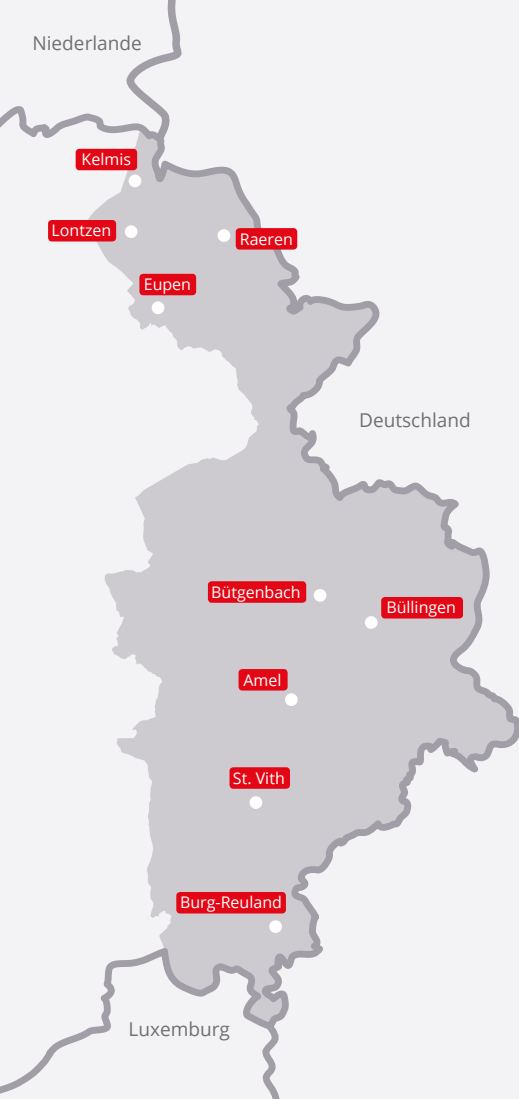 Niederlande
Kelmis
Lontzen
Raeren
Eupen
Deutschland
Bütgenbach
Büllingen
Amel
St. Vith
Burg-Reuland
Luxemburg